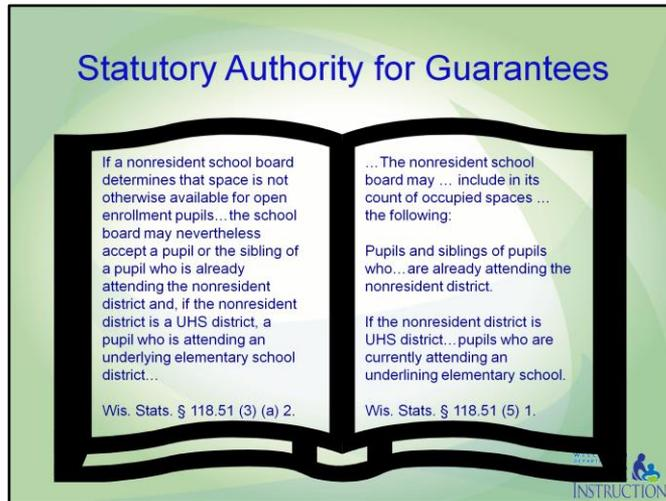 Statutory Authority for Guarantees
If a nonresident school board
determines that space is not
otherwise available for open
enrollment pupils…the school
board may nevertheless
accept a pupil or the sibling of
a pupil who is already
attending the nonresident
district and, if the nonresident
district is a UHS district, a
pupil who is attending an
underlying elementary school
district…
Wis. Stats. § 118.51 (3) (a) 2.
…The nonresident school
board may … include in its
count of occupied spaces …
the following:
Pupils and siblings of pupils
who…are already attending the
nonresident district.
If the nonresident district is
UHS district…pupils who are
currently attending an
underlining elementary school.
Wis. Stats. § 118.51 (5) 1.
INSTRUCTION